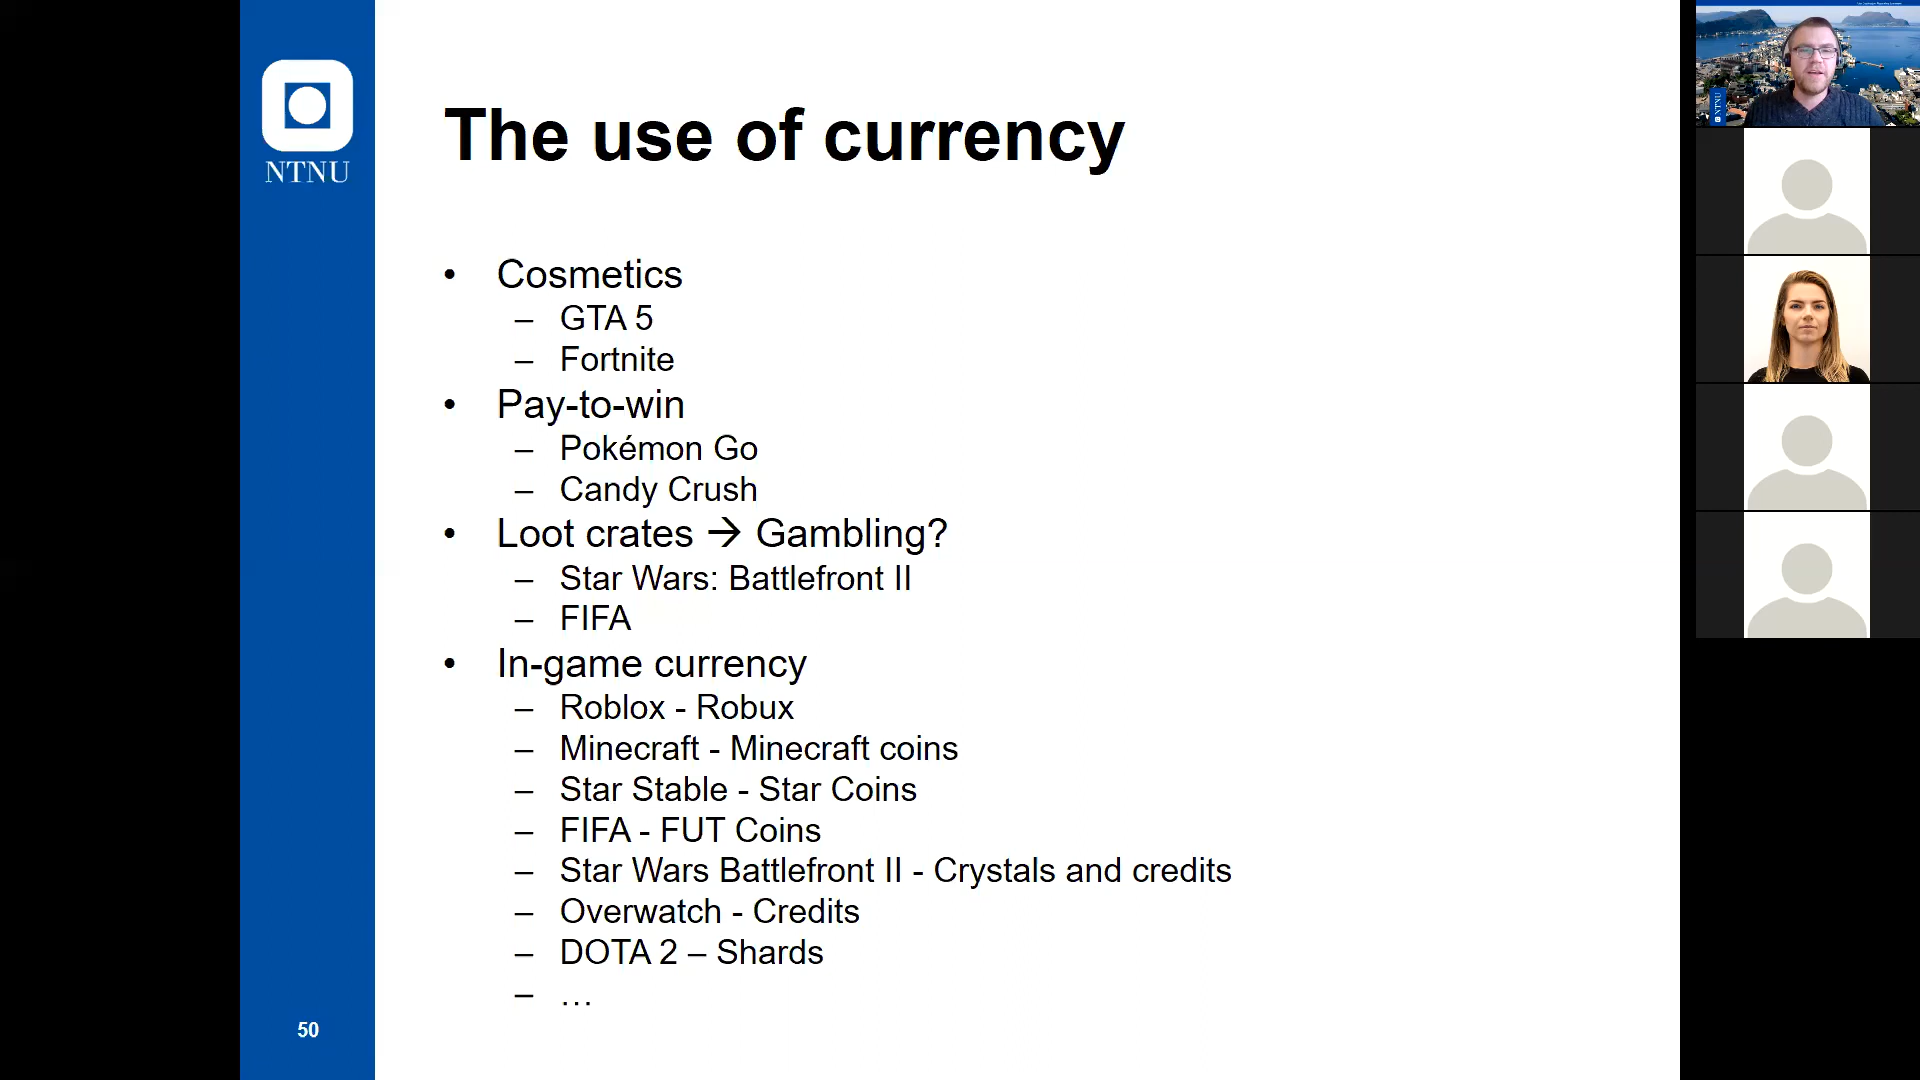 NTNU
The use of currency
• Cosmetics
– GTA 5
– Fortnite
• Pay-to-win
– Pokémon Go
– Candy Crush
• Loot crates → Gambling?
– Star Wars: Battlefront II
– FIFA
• In-game currency
– Roblox - Robux
– Minecraft - Minecraft coins
– Star Stable - Star Coins
– FIFA - FUT Coins
– Star Wars Battlefront II - Crystals and credits
– Overwatch - Credits
– DOTA 2 – Shards
– …
50
NTNU